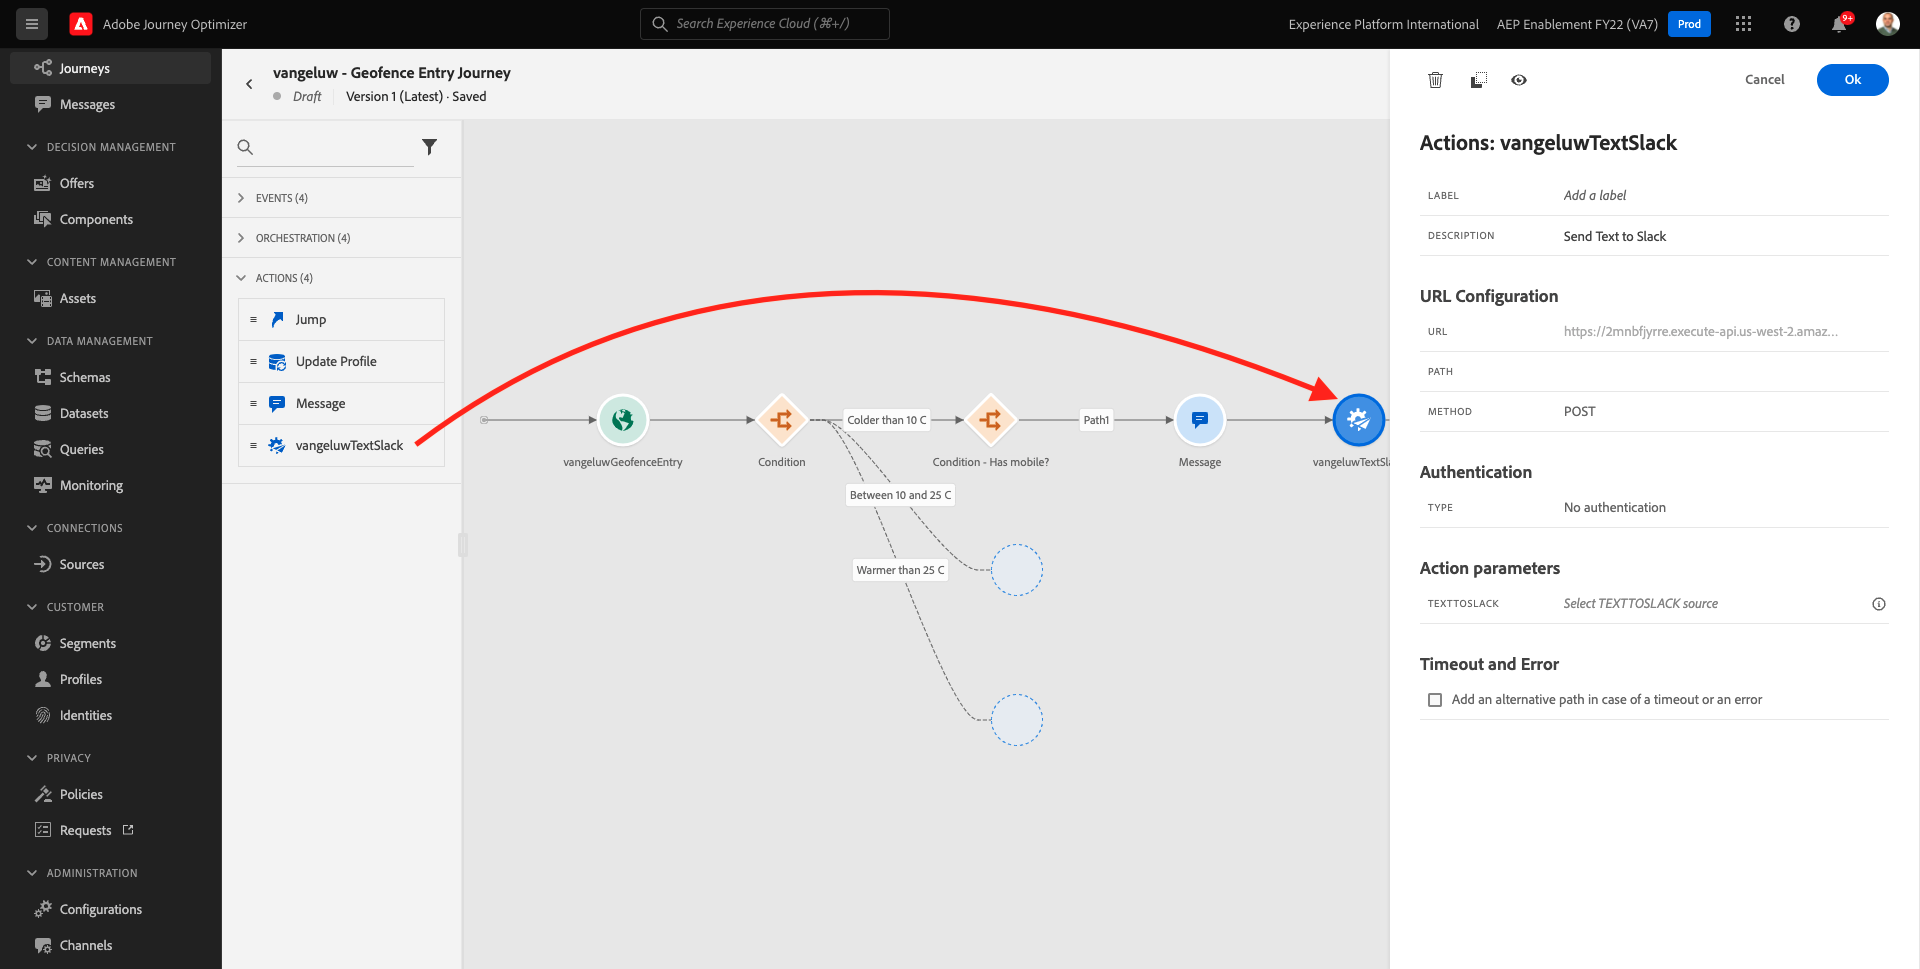 Adobe Journey Optimizer
Search Experience Cloud (⌘+/)
Experience Platform International
AEP Enablement FY22 (VA7)
Prod
9+
Journeys
Messages
DECISION MANAGEMENT
Offers
Components
CONTENT MANAGEMENT
Assets
DATA MANAGEMENT
Schemas
Datasets
Queries
Monitoring
CONNECTIONS
Sources
CUSTOMER
Segments
Profiles
Identities
PRIVACY
Policies
Requests
ADMINISTRATION
Configurations
Channels
vangeluw - Geofence Entry Journey
Draft
Version 1 (Latest) · Saved
EVENTS (4)
ORCHESTRATION (4)
ACTIONS (4)
Jump
Update Profile
Message
vangeluwTextSlack
vangeluwGeofenceEntry
Condition
Colder than 10 C
Between 10 and 25 C
Warmer than 25 C
Condition - Has mobile?
Path1
Message
vangeluwTextSla
Cancel
Ok
Actions: vangeluwTextSlack
LABEL
Add a label
DESCRIPTION
Send Text to Slack
URL Configuration
URL
https://2mnbfjyrre.execute-api.us-west-2.amaz...
PATH
METHOD
POST
Authentication
TYPE
No authentication
Action parameters
TEXTTOSLACK
Select TEXTTOSLACK source
Timeout and Error
Add an alternative path in case of a timeout or an error